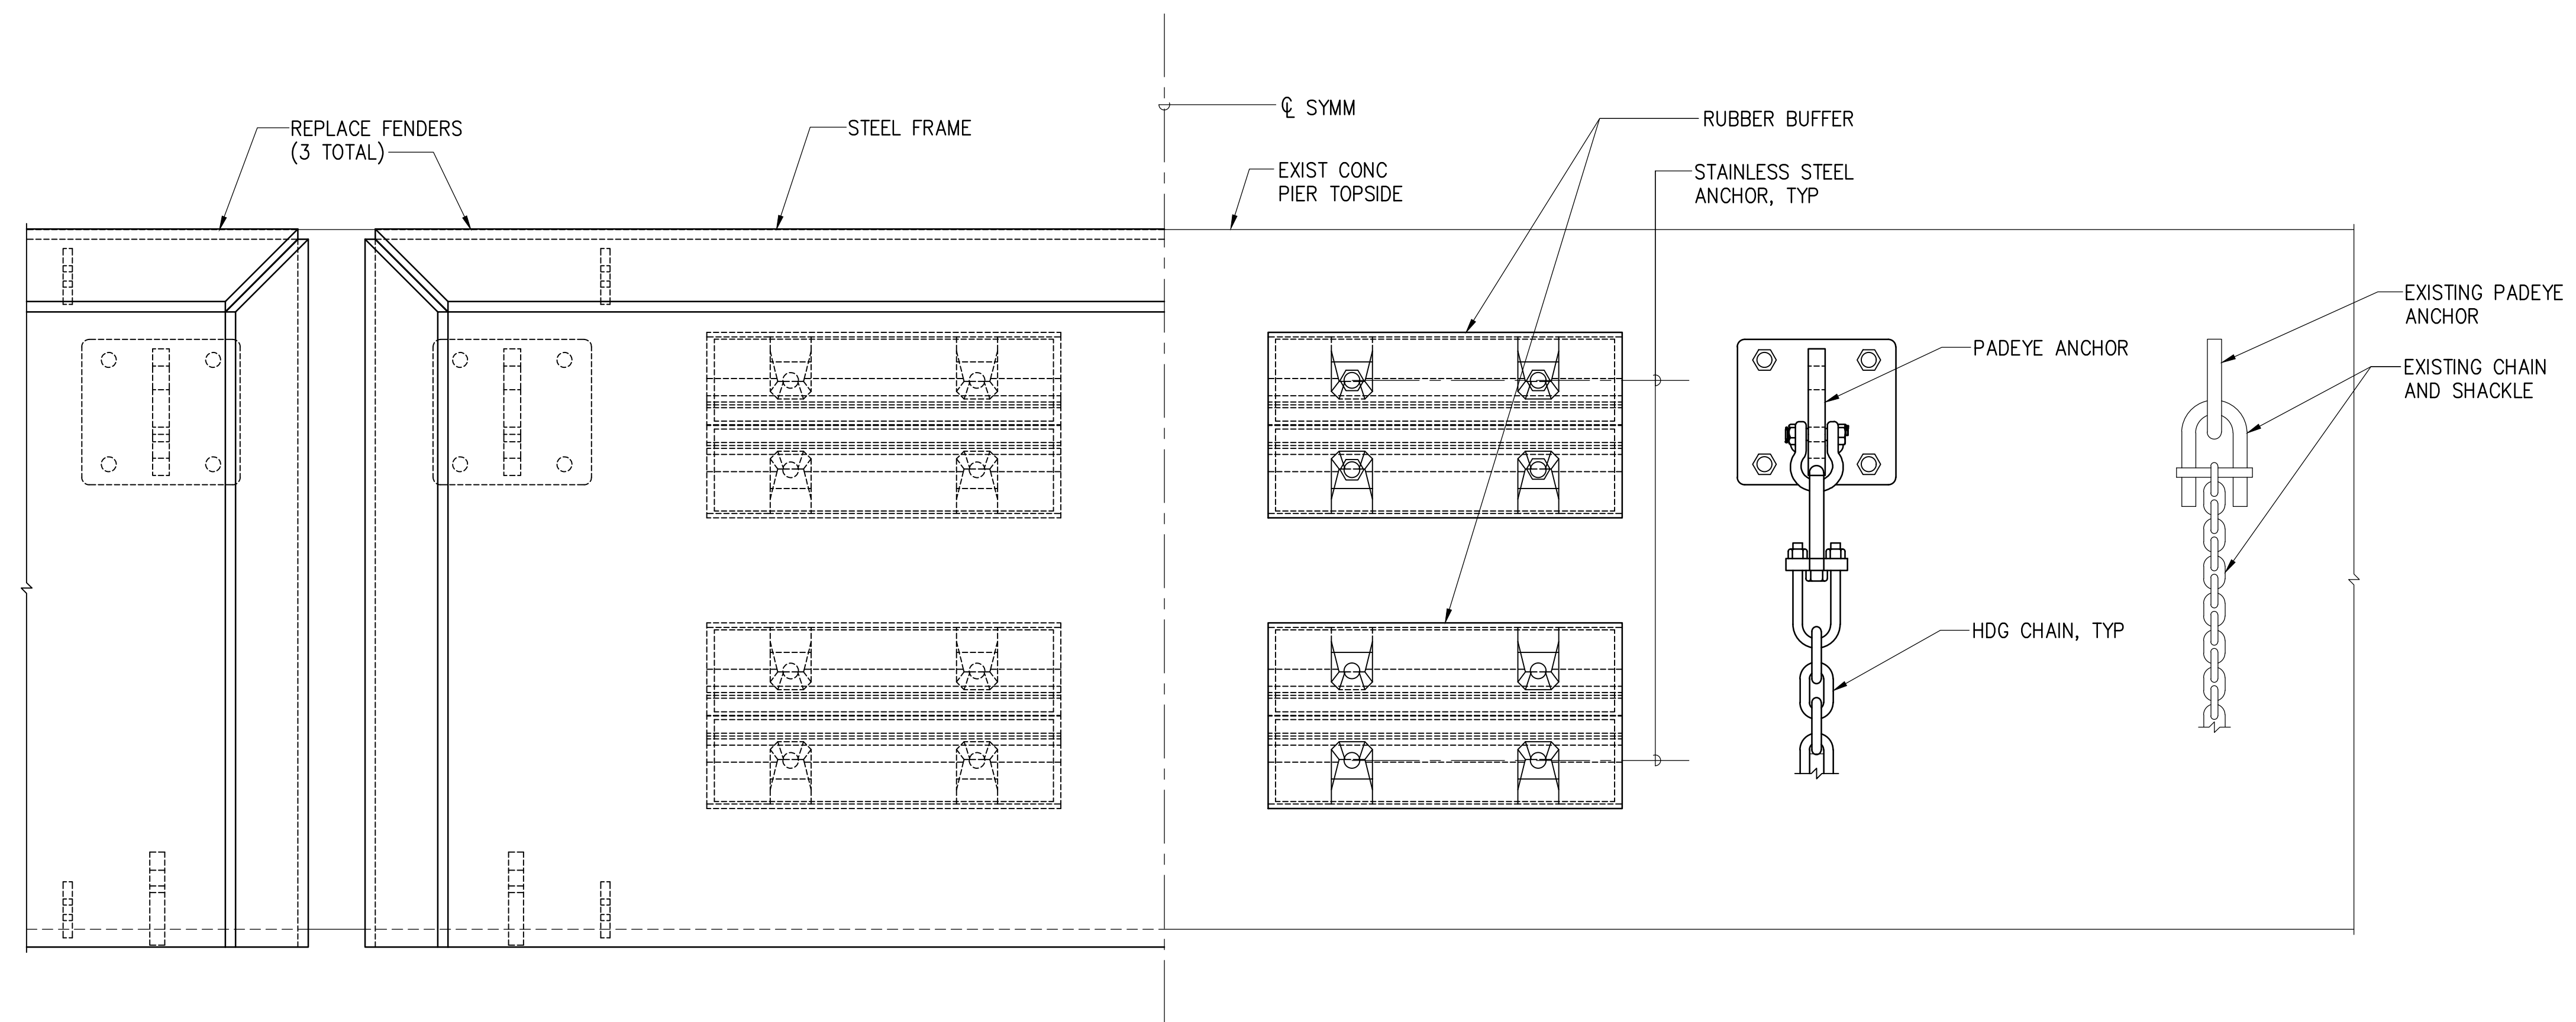 REPLACE FENDERS
(3 TOTAL)
STEEL FRAME
℄ SYMM
EXIST CONC
PIER TOPSIDE
RUBBER BUFFER
STAINLESS STEEL
ANCHOR, TYP
PADEYE ANCHOR
HDG CHAIN, TYP
EXISTING PADEYE
ANCHOR
EXISTING CHAIN
AND SHACKLE